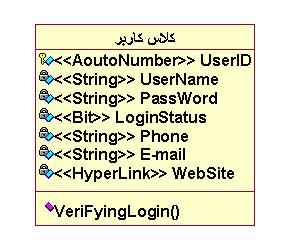 کلاس کاربر
<<AoutoNumber>> UserID
<<String>> UserName
<<String>> PassWord
<<Bit>> LoginStatus
<<String>> Phone
<<String>> E-mail
<<HyperLink>> WebSite
VeriFyingLogin()